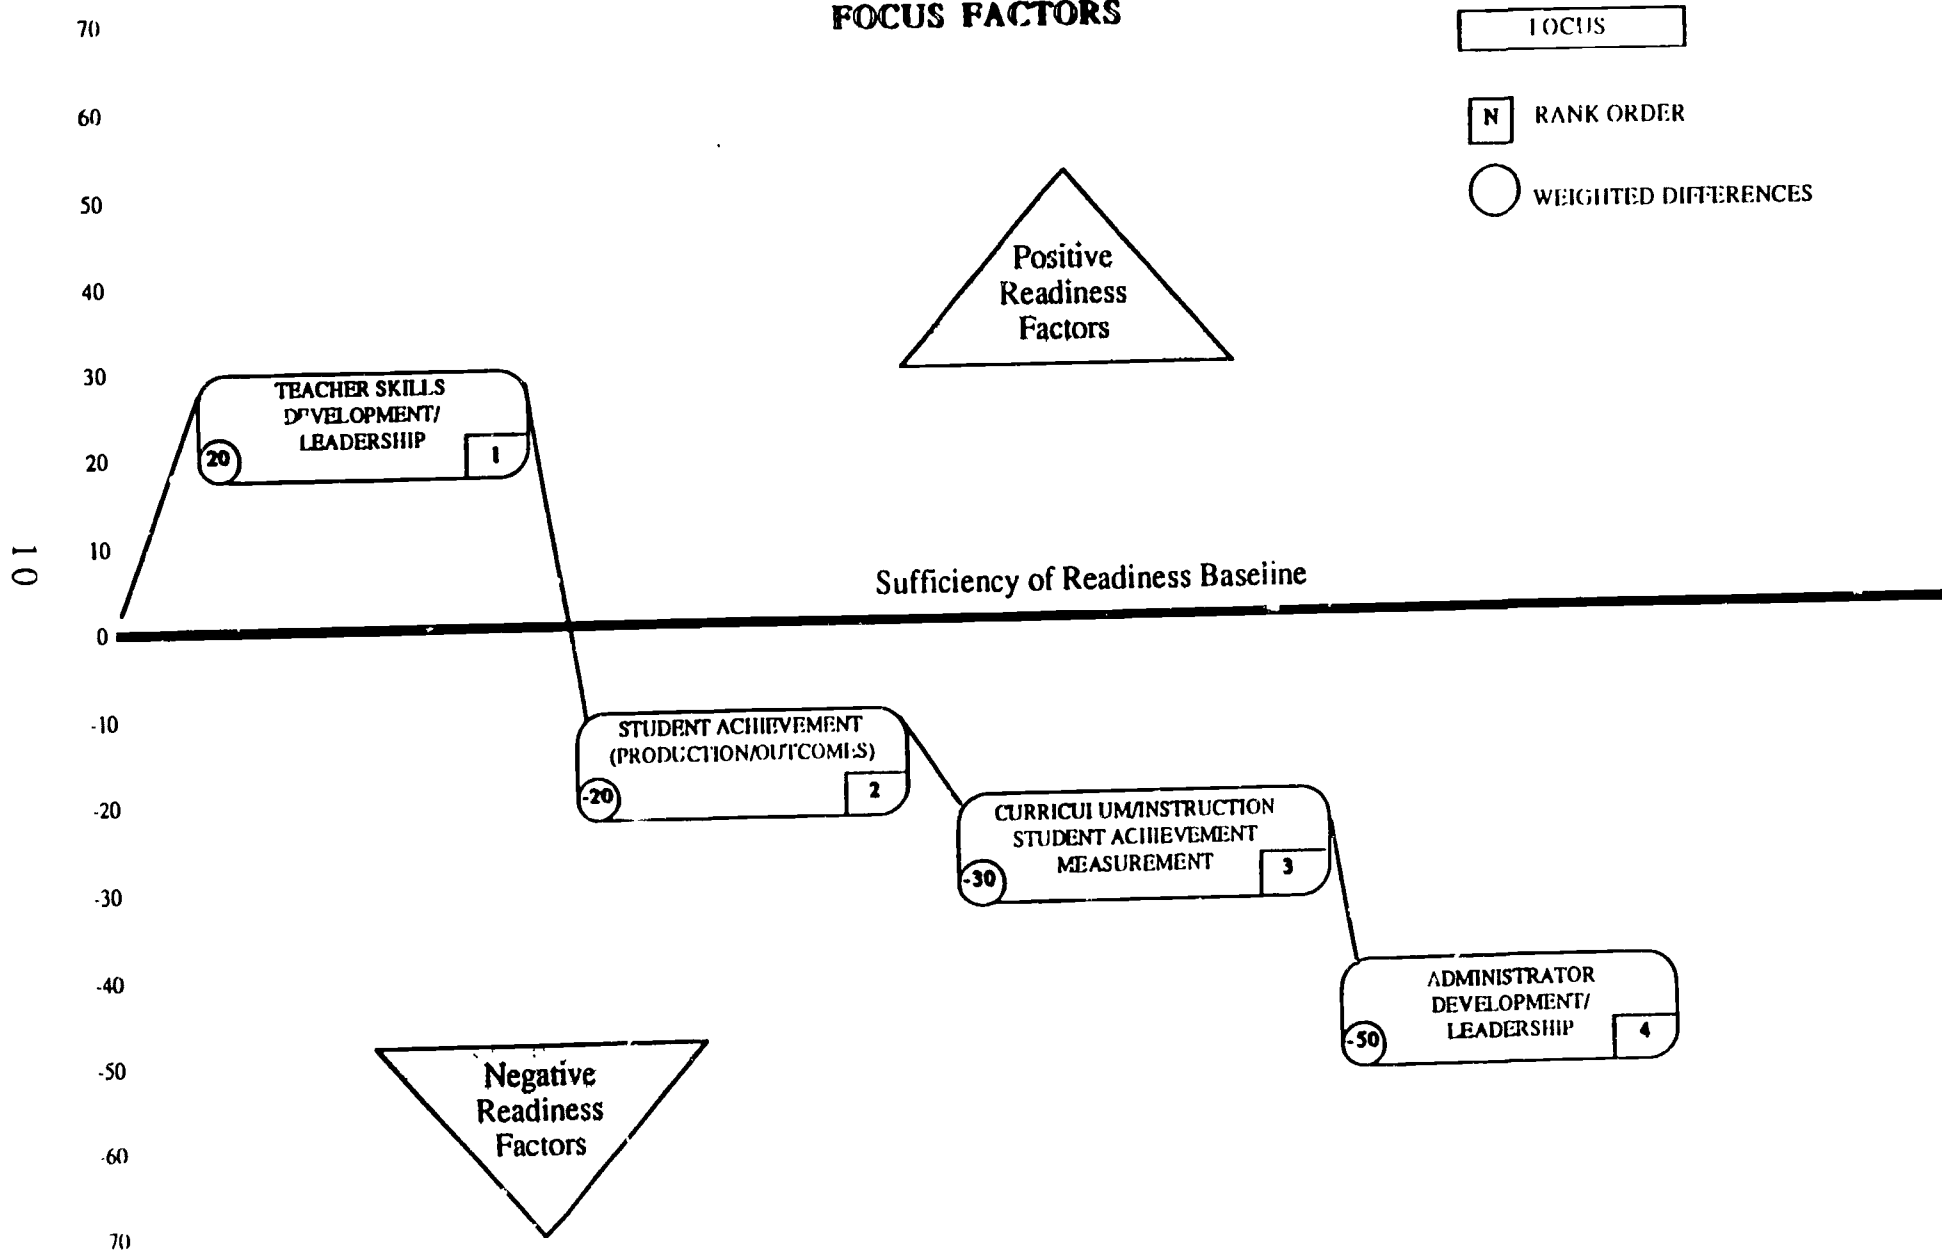 FOCUS FACTORS
FOCUS
N RANK ORDER
WEIGHTED DIFFERENCES
70
60
50
40
30
20
10
0
-10
-20
-30
-40
-50
-60
70
Positive
Readiness
Factors
TEACHER SKILLS
DEVELOPMENT/
LEADERSHIP
20
1
10
Sufficiency of Readiness Baseline
STUDENT ACHIEVEMENT
(PRODUCTION/OUTCOMES)
-20
2
CURRICULUM/INSTRUCTION
STUDENT ACHIEVEMENT
MEASUREMENT
-30
3
ADMINISTRATOR
DEVELOPMENT/
LEADERSHIP
-50
4
Negative
Readiness
Factors